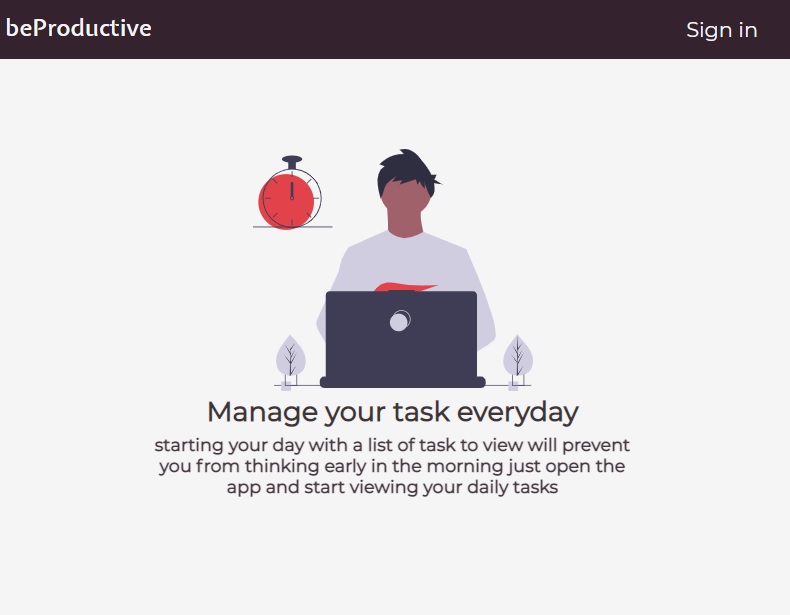 beProductive
Sign in
Manage your task everyday
starting your day with a list of task to view will prevent
you from thinking early in the morning just open the
app and start viewing your daily tasks